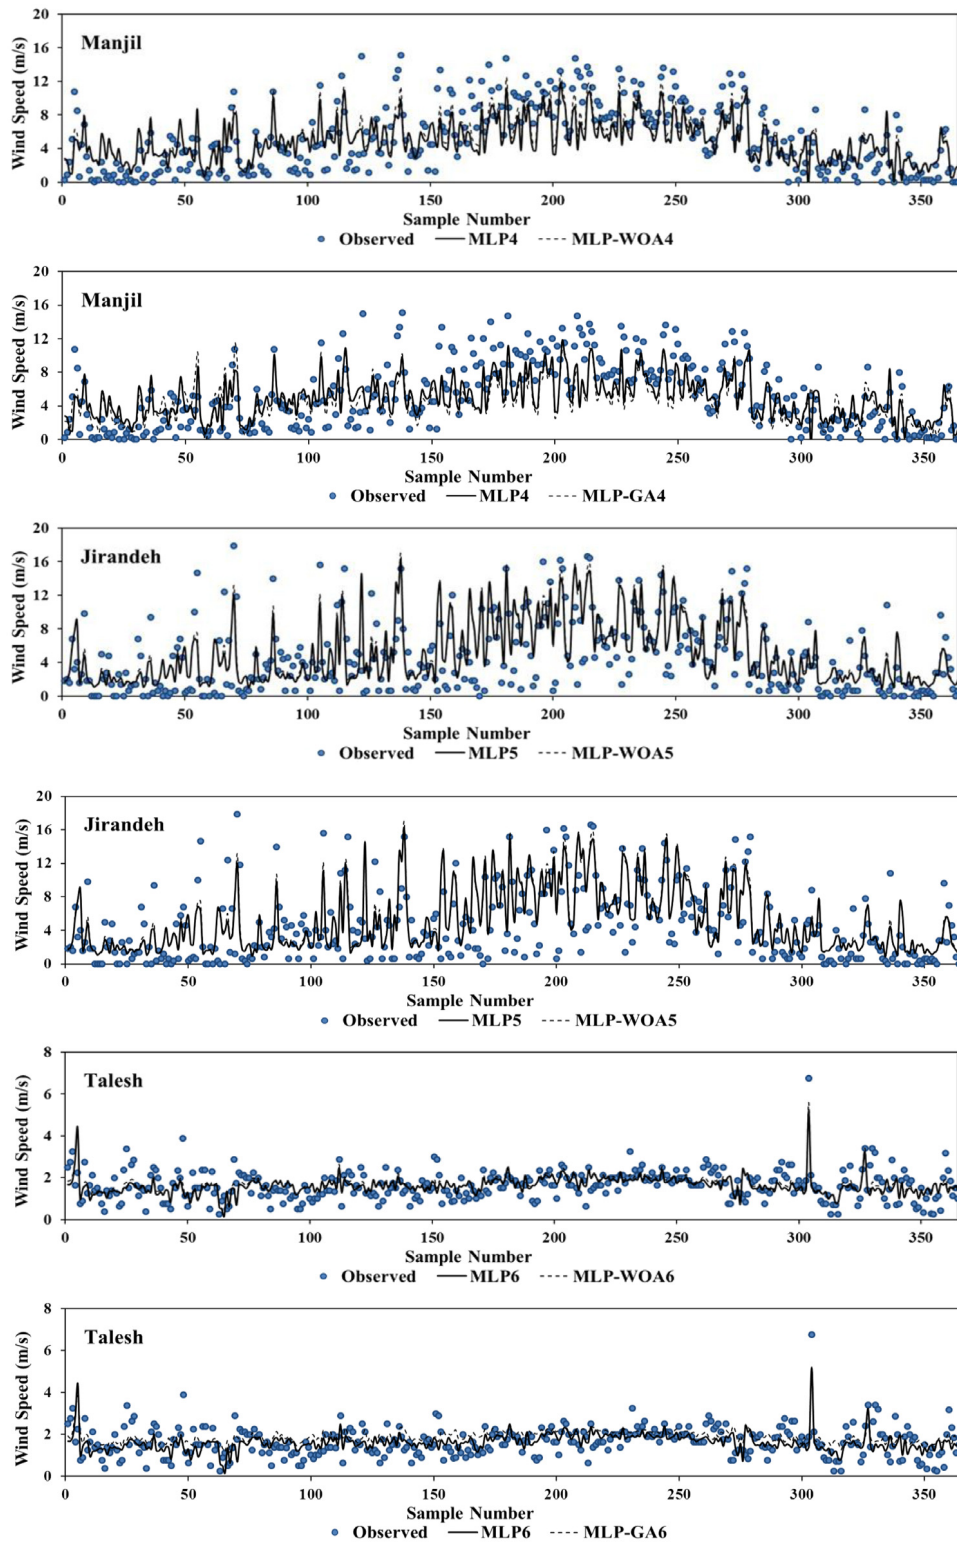 20
16
12
8
4
0
Wind Speed (m/s)
Manjil
0 50 100 150 200 250 300 350
Sample Number
Observed MLP4 MLP-WOA4
20
16
12
8
4
0
Wind Speed (m/s)
Manjil
0 50 100 150 200 250 300 350
Sample Number
Observed MLP4 MLP-GA4
20
16
12
8
4
0
Wind Speed (m/s)
Jirandeh
0 50 100 150 200 250 300 350
Sample Number
Observed MLP5 MLP-WOA5
20
16
12
8
4
0
Wind Speed (m/s)
Jirandeh
0 50 100 150 200 250 300 350
Sample Number
Observed MLP5 MLP-WOA5
8
6
4
2
0
Wind Speed (m/s)
Talesh
0 50 100 150 200 250 300 350
Sample Number
Observed MLP6 MLP-WOA6
8
6
4
2
0
Wind Speed (m/s)
Talesh
0 50 100 150 200 250 300 350
Sample Number
Observed MLP6 MLP-GA6